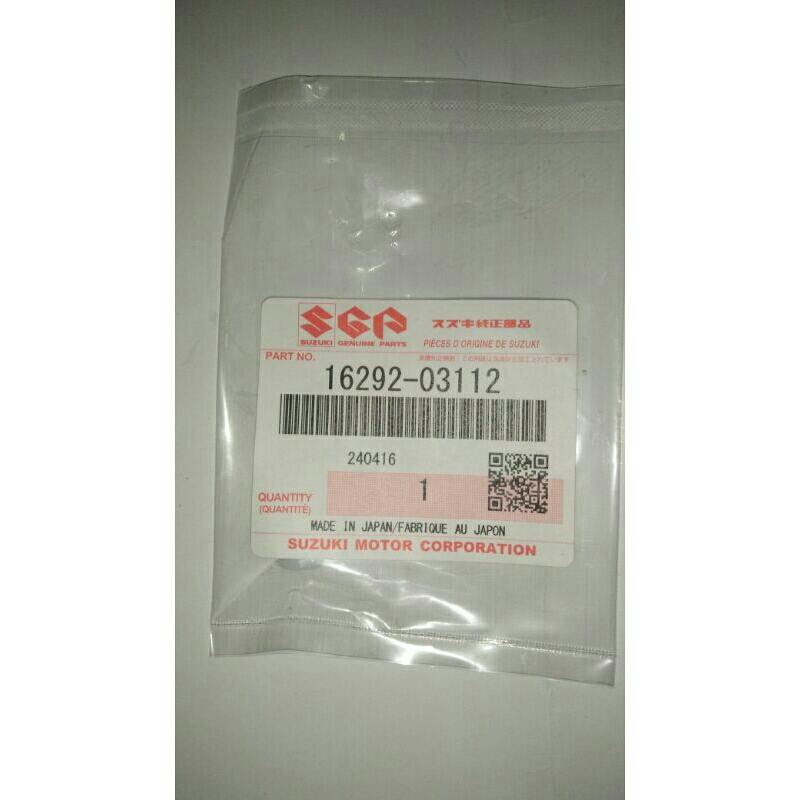 SGP スズキ純正部品
SUZUKI GENUINE PARTS PIÈCES D'ORIGINE DE SUZUKI
PART NO.
16292-03112
240416
1
QUANTITY
(QUANTITÉ)
MADE IN JAPAN/FABRIQUE AU JAPON
SUZUKI MOTOR CORPORATION